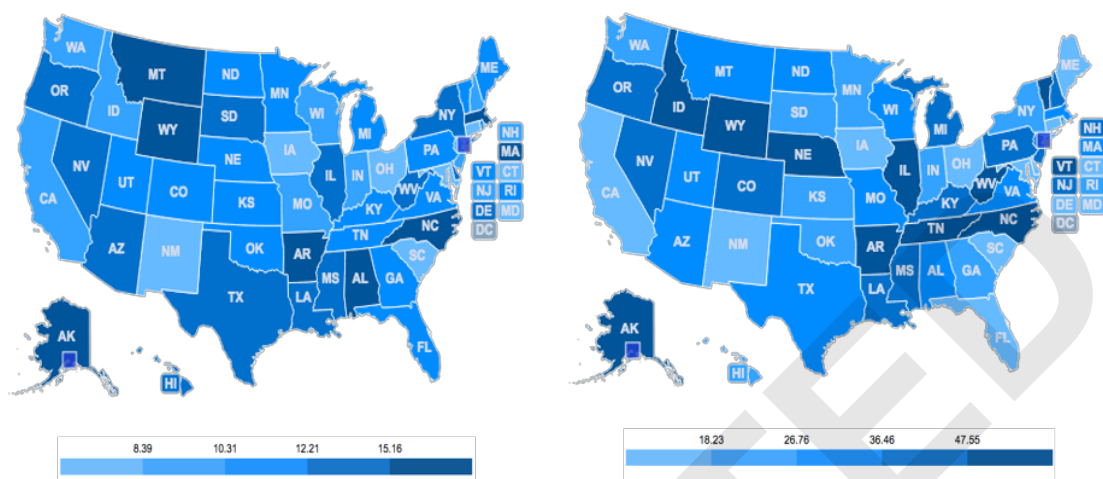 WA
MT
ND
MN
ME
OR
ID
WY
SD
WI
MI
NY
NV
UT
CO
NE
KS
IA
MO
IL
IN
OH
PA
WV
VA
KY
CA
AZ
NM
OK
AR
TN
NC
SC
TX
LA
MS
AL
GA
FL
AK
HI
NH
MA
VT CT
NJ RI
DE MD
DC
8.39 10.31 12.21 15.16
WA
MT
ND
MN
ME
OR
ID
WY
SD
WI
MI
NY
NV
UT
CO
NE
KS
IA
MO
IL
IN
OH
PA
WV
VA
KY
CA
AZ
NM
OK
AR
TN
NC
SC
TX
LA
MS
AL
GA
FL
AK
HI
NH
MA
VT CT
NJ RI
DE MD
DC
18.23 26.76 36.46 47.55
TED